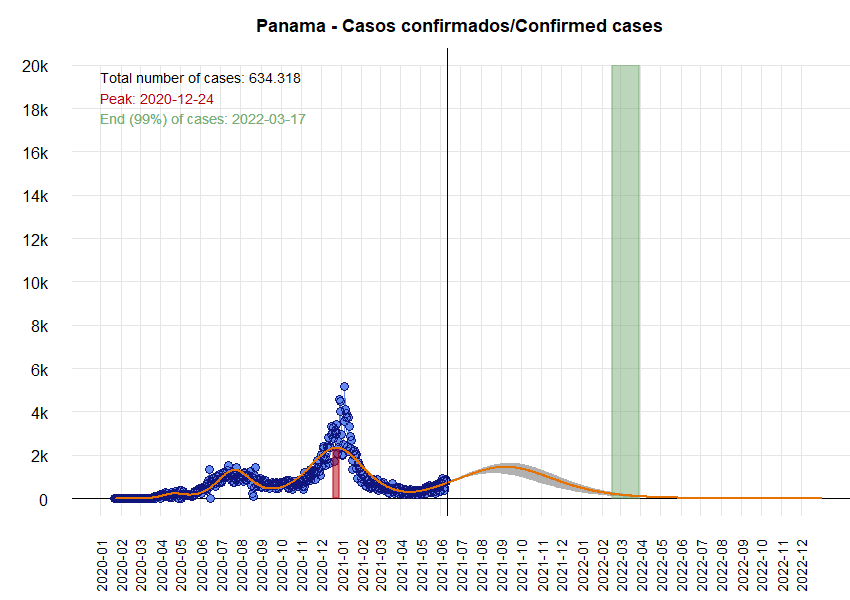 Panama - Casos confirmados/Confirmed cases
20k
18k
16k
14k
12k
10k
8k
6k
4k
2k
0
Total number of cases: 634.318
Peak: 2020-12-24
End (99%) of cases: 2022-03-17
2020-01
2020-02
2020-03
2020-04
2020-05
2020-06
2020-07
2020-08
2020-09
2020-10
2020-11
2020-12
2021-01
2021-02
2021-03
2021-04
2021-05
2021-06
2021-07
2021-08
2021-09
2021-10
2021-11
2021-12
2022-01
2022-02
2022-03
2022-04
2022-05
2022-06
2022-07
2022-08
2022-09
2022-10
2022-11
2022-12